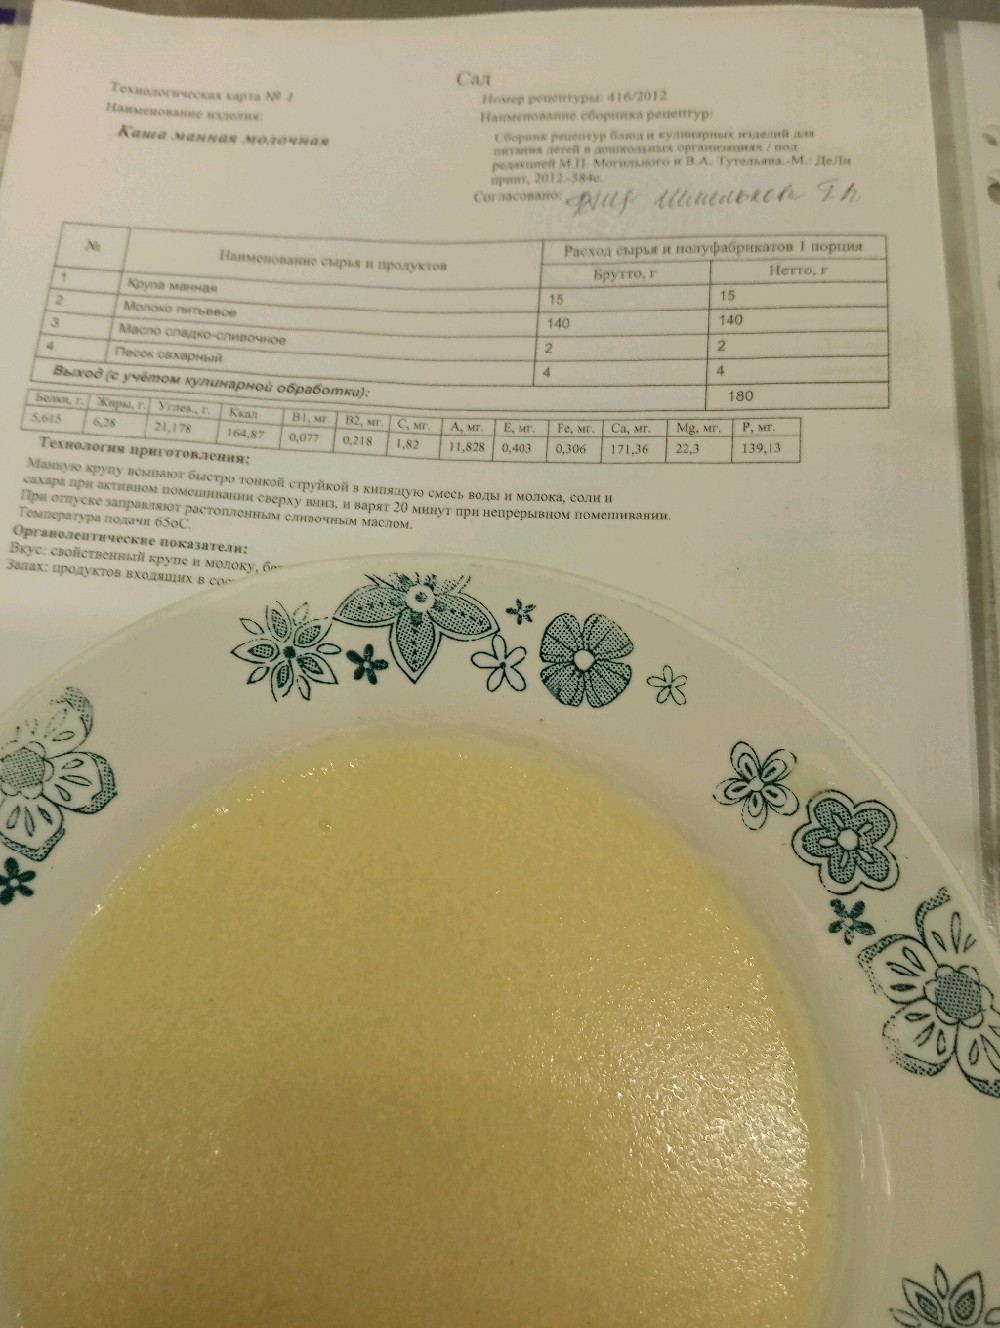 Сад
Технологическая карта № 1
Наименование изделия:
Каша манная молочная
Номер рецептуры: 416/2012
Наименование сборника рецептур:
Сборник рецептур блюд и кулинарных изделий для
питания детей в дошкольных организациях / под
редакцией М.П. Могильного и В.А. Тутельяна.-М.: ДеЛи
принт, 2012.-584с.
Согласовано:
№ Наименование сырья и продуктов Расход сырья и полуфабрикатов 1 порция
Брутто, г Нетто, г
1 Крупа манная 15 15
2 Молоко питьевое 140 140
3 Масло сладко-сливочное 2 2
4 Песок сахарный 4 4
Выход (с учётом кулинарной обработки): 180
Белки, г. Жиры, г. Углев., г. Ккал В1, мг. В2, мг. С, мг. А, мг. Е, мг. Fe, мг. Ca, мг. Mg, мг. P, мг.
5,615 6,28 21,178 164,87 0,077 0,218 1,82 11,828 0,403 0,306 171,36 22,3 139,13
Технология приготовления:
Манную крупу всыпают быстро тонкой струйкой в кипящую смесь воды и молока, соли и
сахара при активном помешивании сверху вниз, и варят 20 минут при непрерывном помешивании.
При отпуске заправляют растопленным сливочным маслом.
Температура подачи 65оС.
Органолептические показатели:
Вкус: свойственный крупе и молоку,
Запах: продуктов входящих в